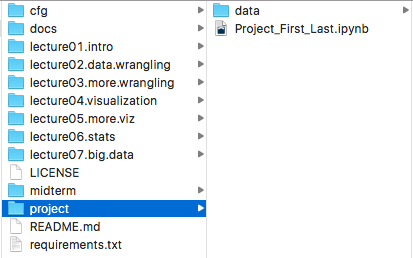 cfg
docs
lecture01.intro
lecture02.data.wrangling
lecture03.more.wrangling
lecture04.visualization
lecture05.more.viz
lecture06.stats
lecture07.big.data
LICENSE
midterm
project
README.md
requirements.txt
data
Project_First_Last.ipynb